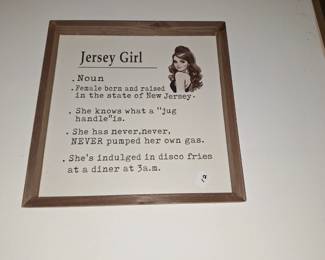 Jersey Girl
. Noun
. Female born and raised
in the state of New Jersey.
. She knows what a "jug
handle"is.
. She has never,never,
NEVER pumped her own gas.
. She's indulged in disco fries
at a diner at 3a.m.